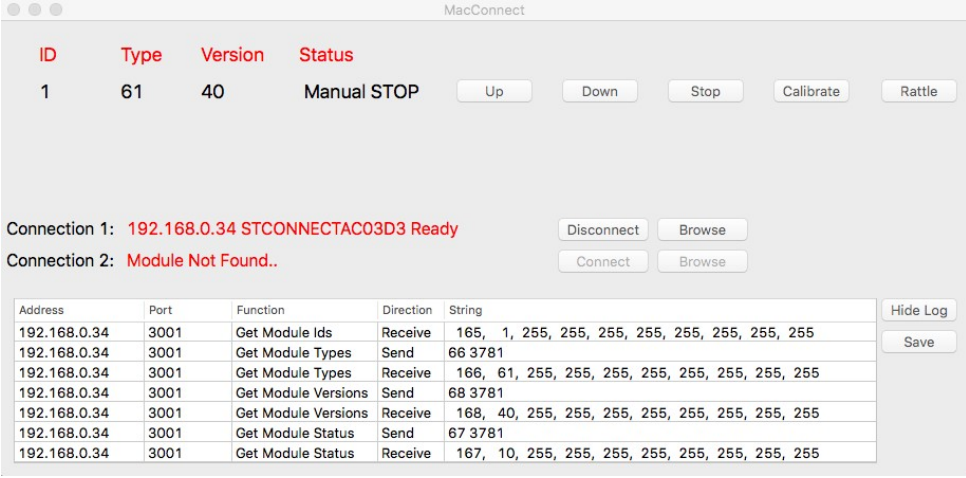 MacConnect
ID Type Version Status
1 61 40 Manual STOP Up Down Stop Calibrate Rattle
Connection 1: 192.168.0.34 STCONNECTAC03D3 Ready Disconnect Browse
Connection 2: Module Not Found.. Connect Browse
Address Port Function Direction String Hide Log
192.168.0.34 3001 Get Module Ids Receive 165, 1, 255, 255, 255, 255, 255, 255, 255, 255
192.168.0.34 3001 Get Module Types Send 66 3781 Save
192.168.0.34 3001 Get Module Types Receive 166, 61, 255, 255, 255, 255, 255, 255, 255, 255
192.168.0.34 3001 Get Module Versions Send 68 3781
192.168.0.34 3001 Get Module Versions Receive 168, 40, 255, 255, 255, 255, 255, 255, 255, 255
192.168.0.34 3001 Get Module Status Send 67 3781
192.168.0.34 3001 Get Module Status Receive 167, 10, 255, 255, 255, 255, 255, 255, 255, 255